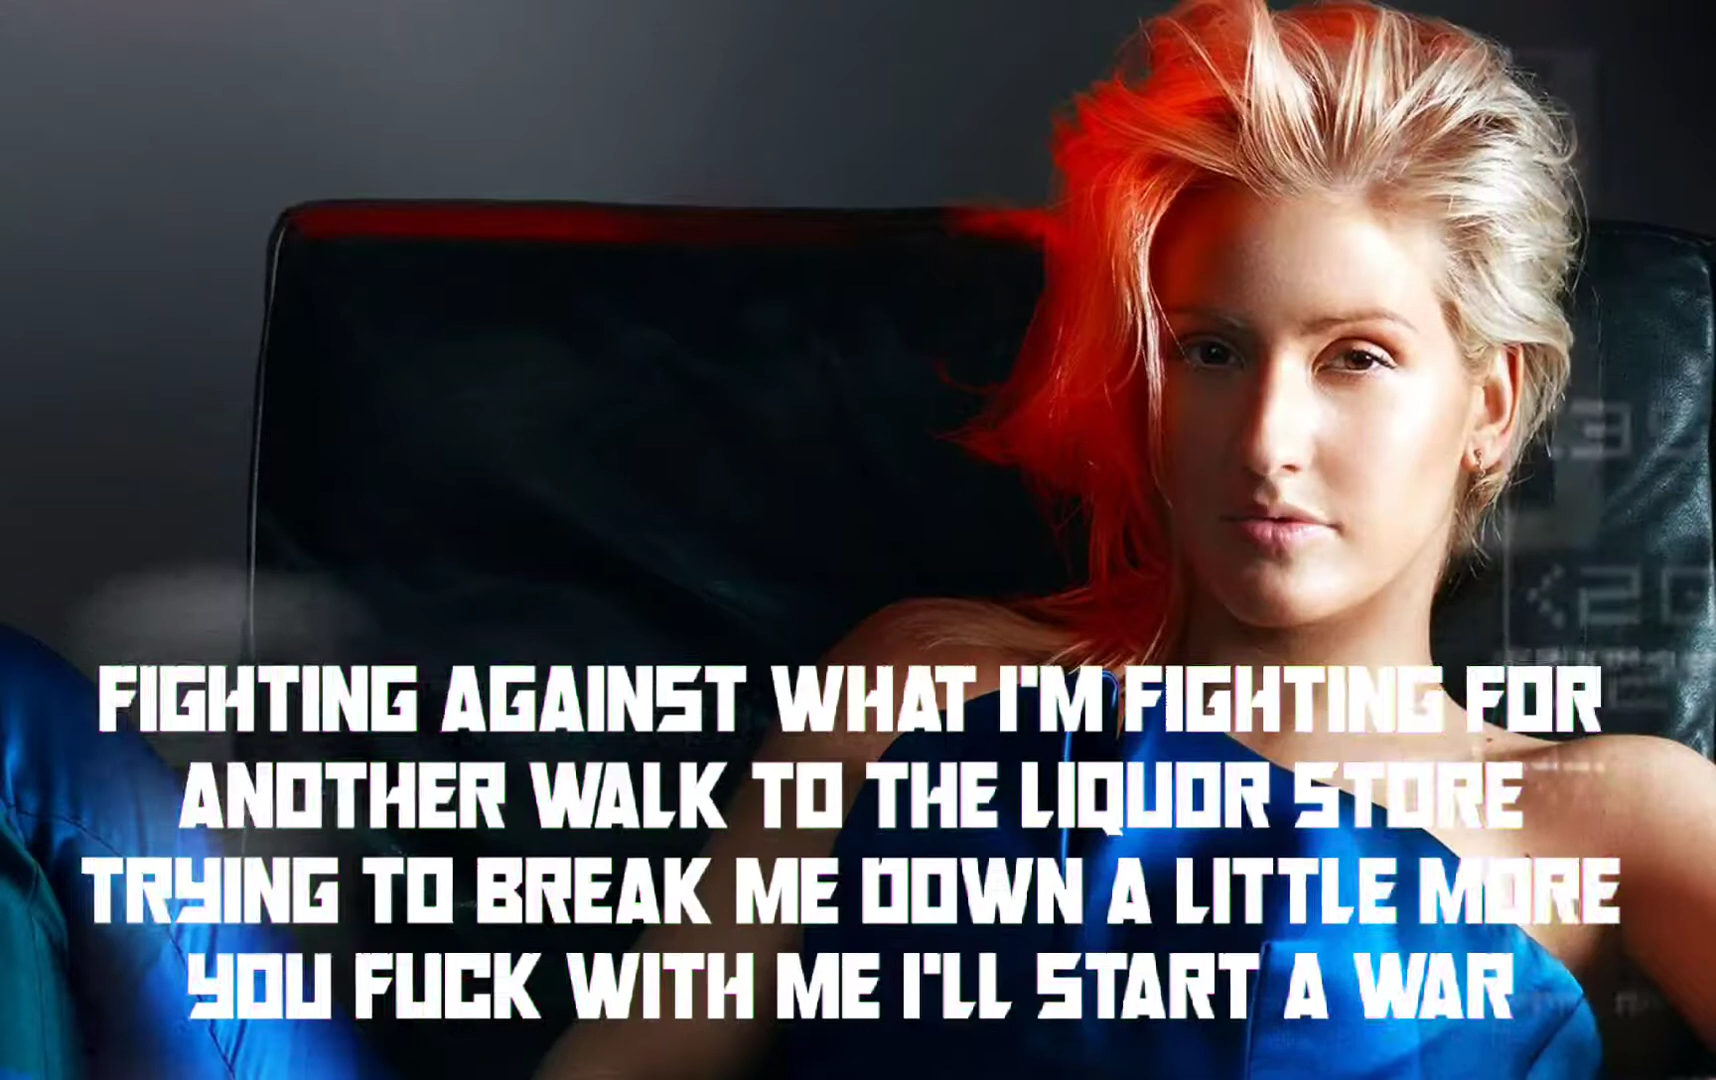 FIGHTING AGAINST WHAT I'M FIGHTING FOR
ANOTHER WALK TO THE LIQUOR STORE
TRYING TO BREAK ME DOWN A LITTLE MORE
YOU FUCK WITH ME I'LL START A WAR